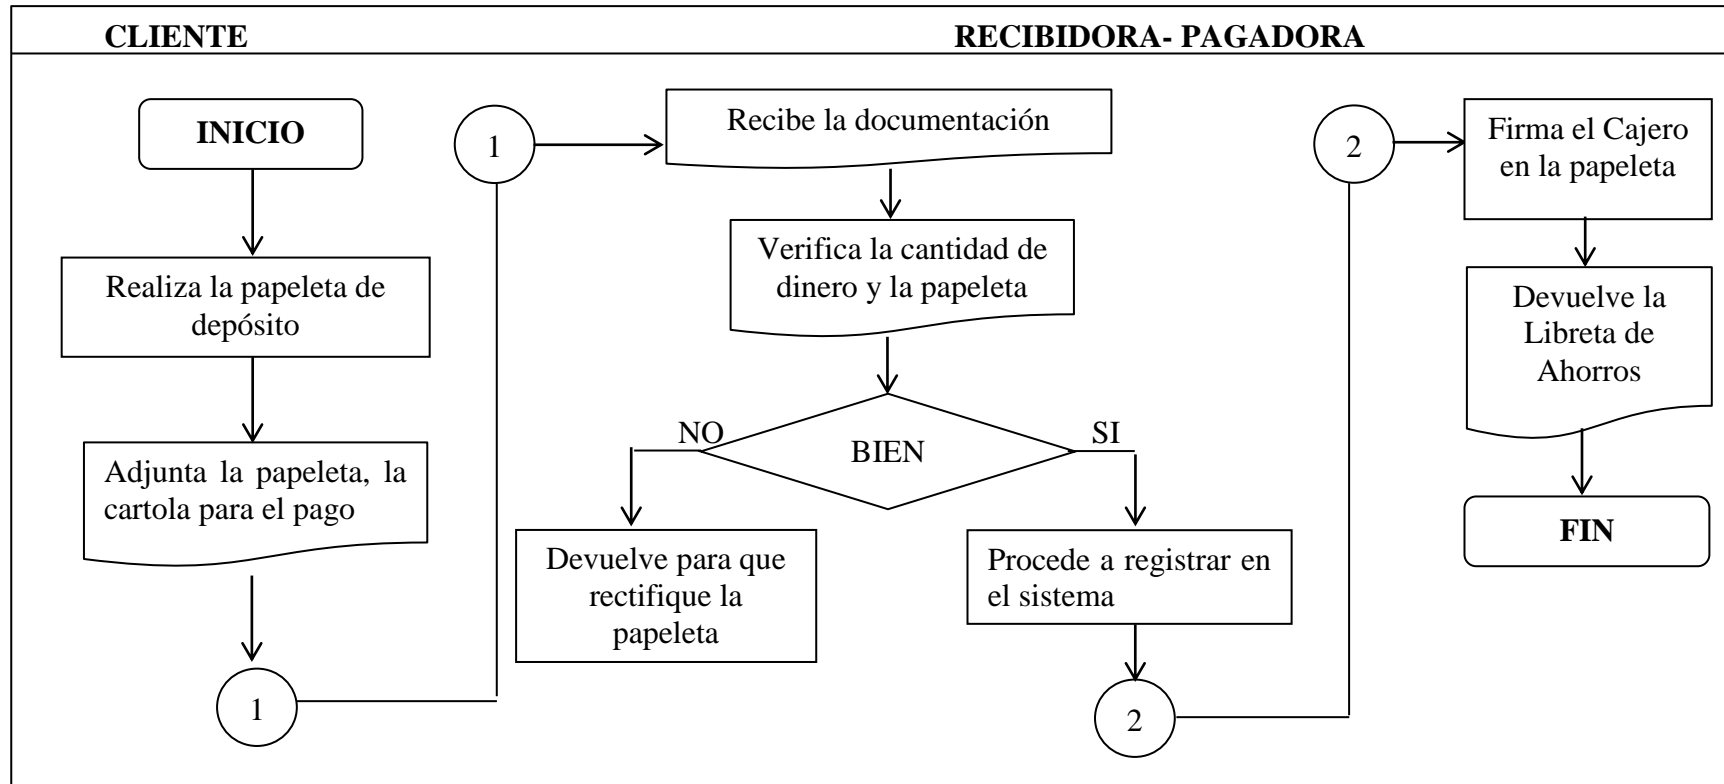 CLIENTE
RECIBIDORA- PAGADORA
INICIO
Realiza la papeleta de
depósito
Adjunta la papeleta, la
cartola para el pago
1
1
Recibe la documentación
Verifica la cantidad de
dinero y la papeleta
BIEN
NO
SI
Devuelve para que
rectifique la
papeleta
Procede a registrar en
el sistema
2
2
Firma el Cajero
en la papeleta
Devuelve la
Libreta de
Ahorros
FIN